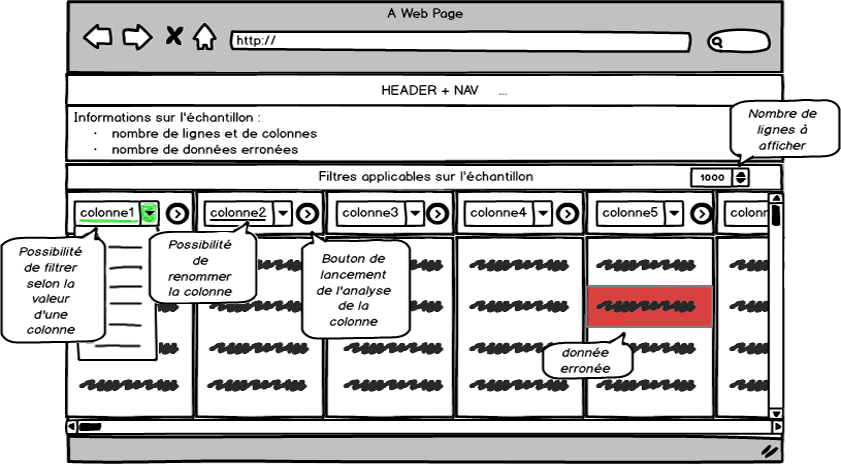 A Web Page
http://
HEADER + NAV ...
Informations sur l'échantillon :
· nombre de lignes et de colonnes
· nombre de données erronées
Nombre de
lignes à
afficher
Filtres applicables sur l'échantillon
1000
colonne1
colonne2
colonne3
colonne4
colonne5
colonn
Possibilité
de filtrer
selon la
valeur
d'une
colonne
Possibilité
de
renommer
la colonne
Bouton de
lancement
de l'analyse
de la
colonne
donnée
erronée